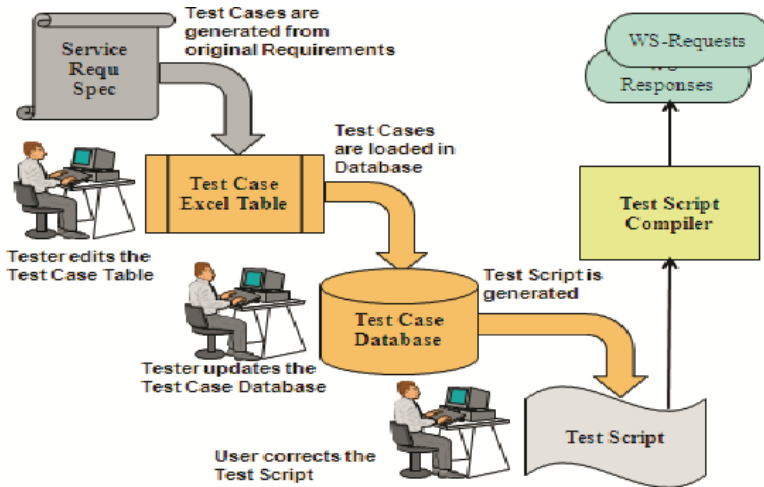 Test Cases are
generated from
original Requirements
Service
Requ
Spec
WS-Requests
Responses
Test Cases
are loaded in
Database
Test Case
Excel Table
Test Script
Compiler
Tester edits the
Test Case Table
Test Script is
generated
Test Case
Database
Tester updates the
Test Case Database
Test Script
User corrects the
Test Script